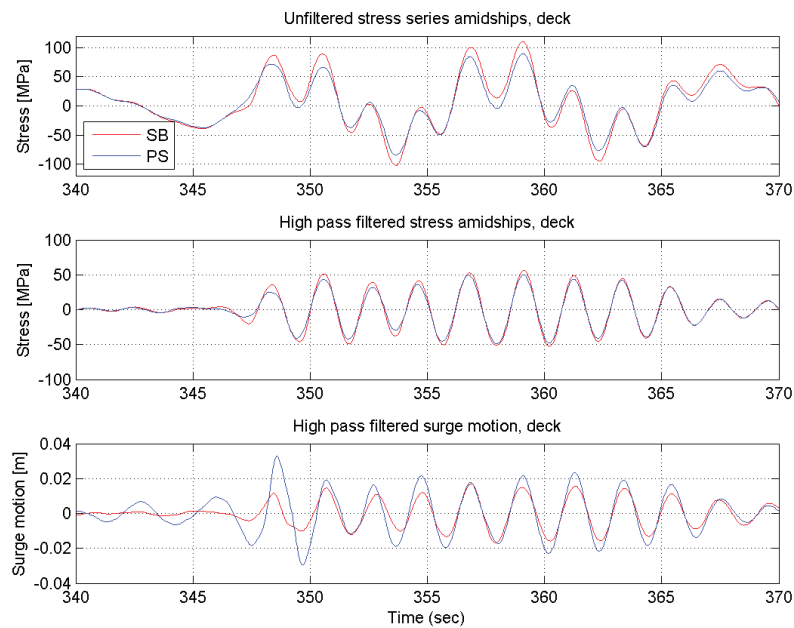 Unfiltered stress series amidships, deck
Stress [MPa]
100
50
0
-50
-100
SB
PS
340 345 350 355 360 365 370
High pass filtered stress amidships, deck
Stress [MPa]
100
50
0
-50
-100
340 345 350 355 360 365 370
High pass filtered surge motion, deck
Surge motion [m]
0.04
0.02
0
-0.02
-0.04
340 345 350 355 360 365 370
Time (sec)